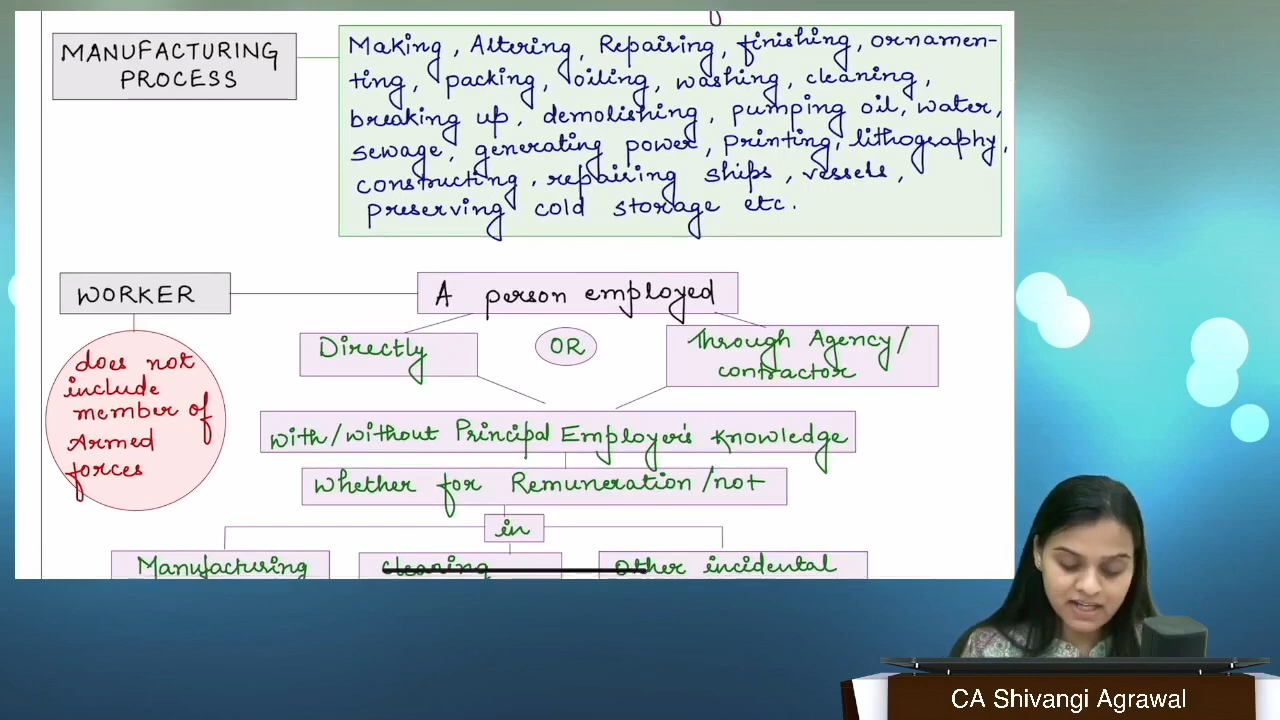 MANUFACTURING
PROCESS
Making, Altering, Repairing, finishing, ornamen-
ting, packing, oiling, washing, cleaning,
breaking up, demolishing, pumping oil, water,
sewage, generating power, printing, lithography,
constructing, repairing ships, vessels,
preserving cold storage etc.
WORKER
A person employed
does not
include
member of
Armed
forces
Directly
OR
Through Agency/
contractor
with/without Principal Employer's Knowledge
Whether for Remuneration/not
in
Manufacturing
cleaning
Other incidental
CA Shivangi Agrawal